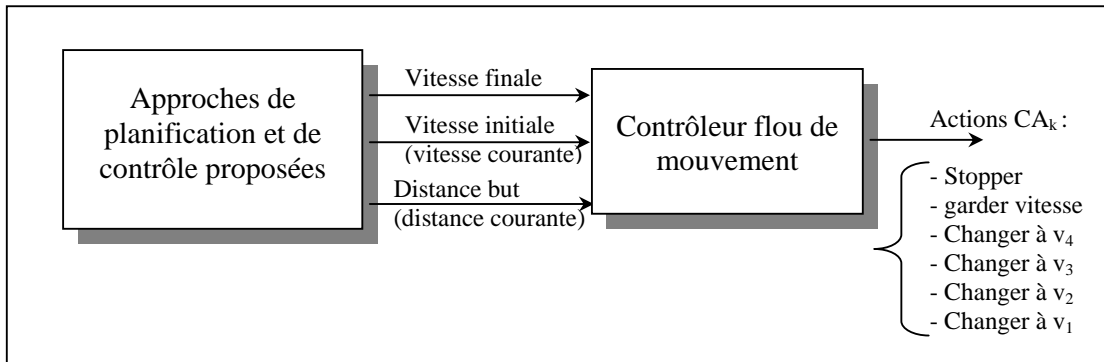 Approches de
planification et de
contrôle proposées
Vitesse finale
Vitesse initiale
(vitesse courante)
Distance but
(distance courante)
Contrôleur flou de
mouvement
Actions CAk :
- Stopper
- garder vitesse
- Changer à v4
- Changer à v3
- Changer à v2
- Changer à v1